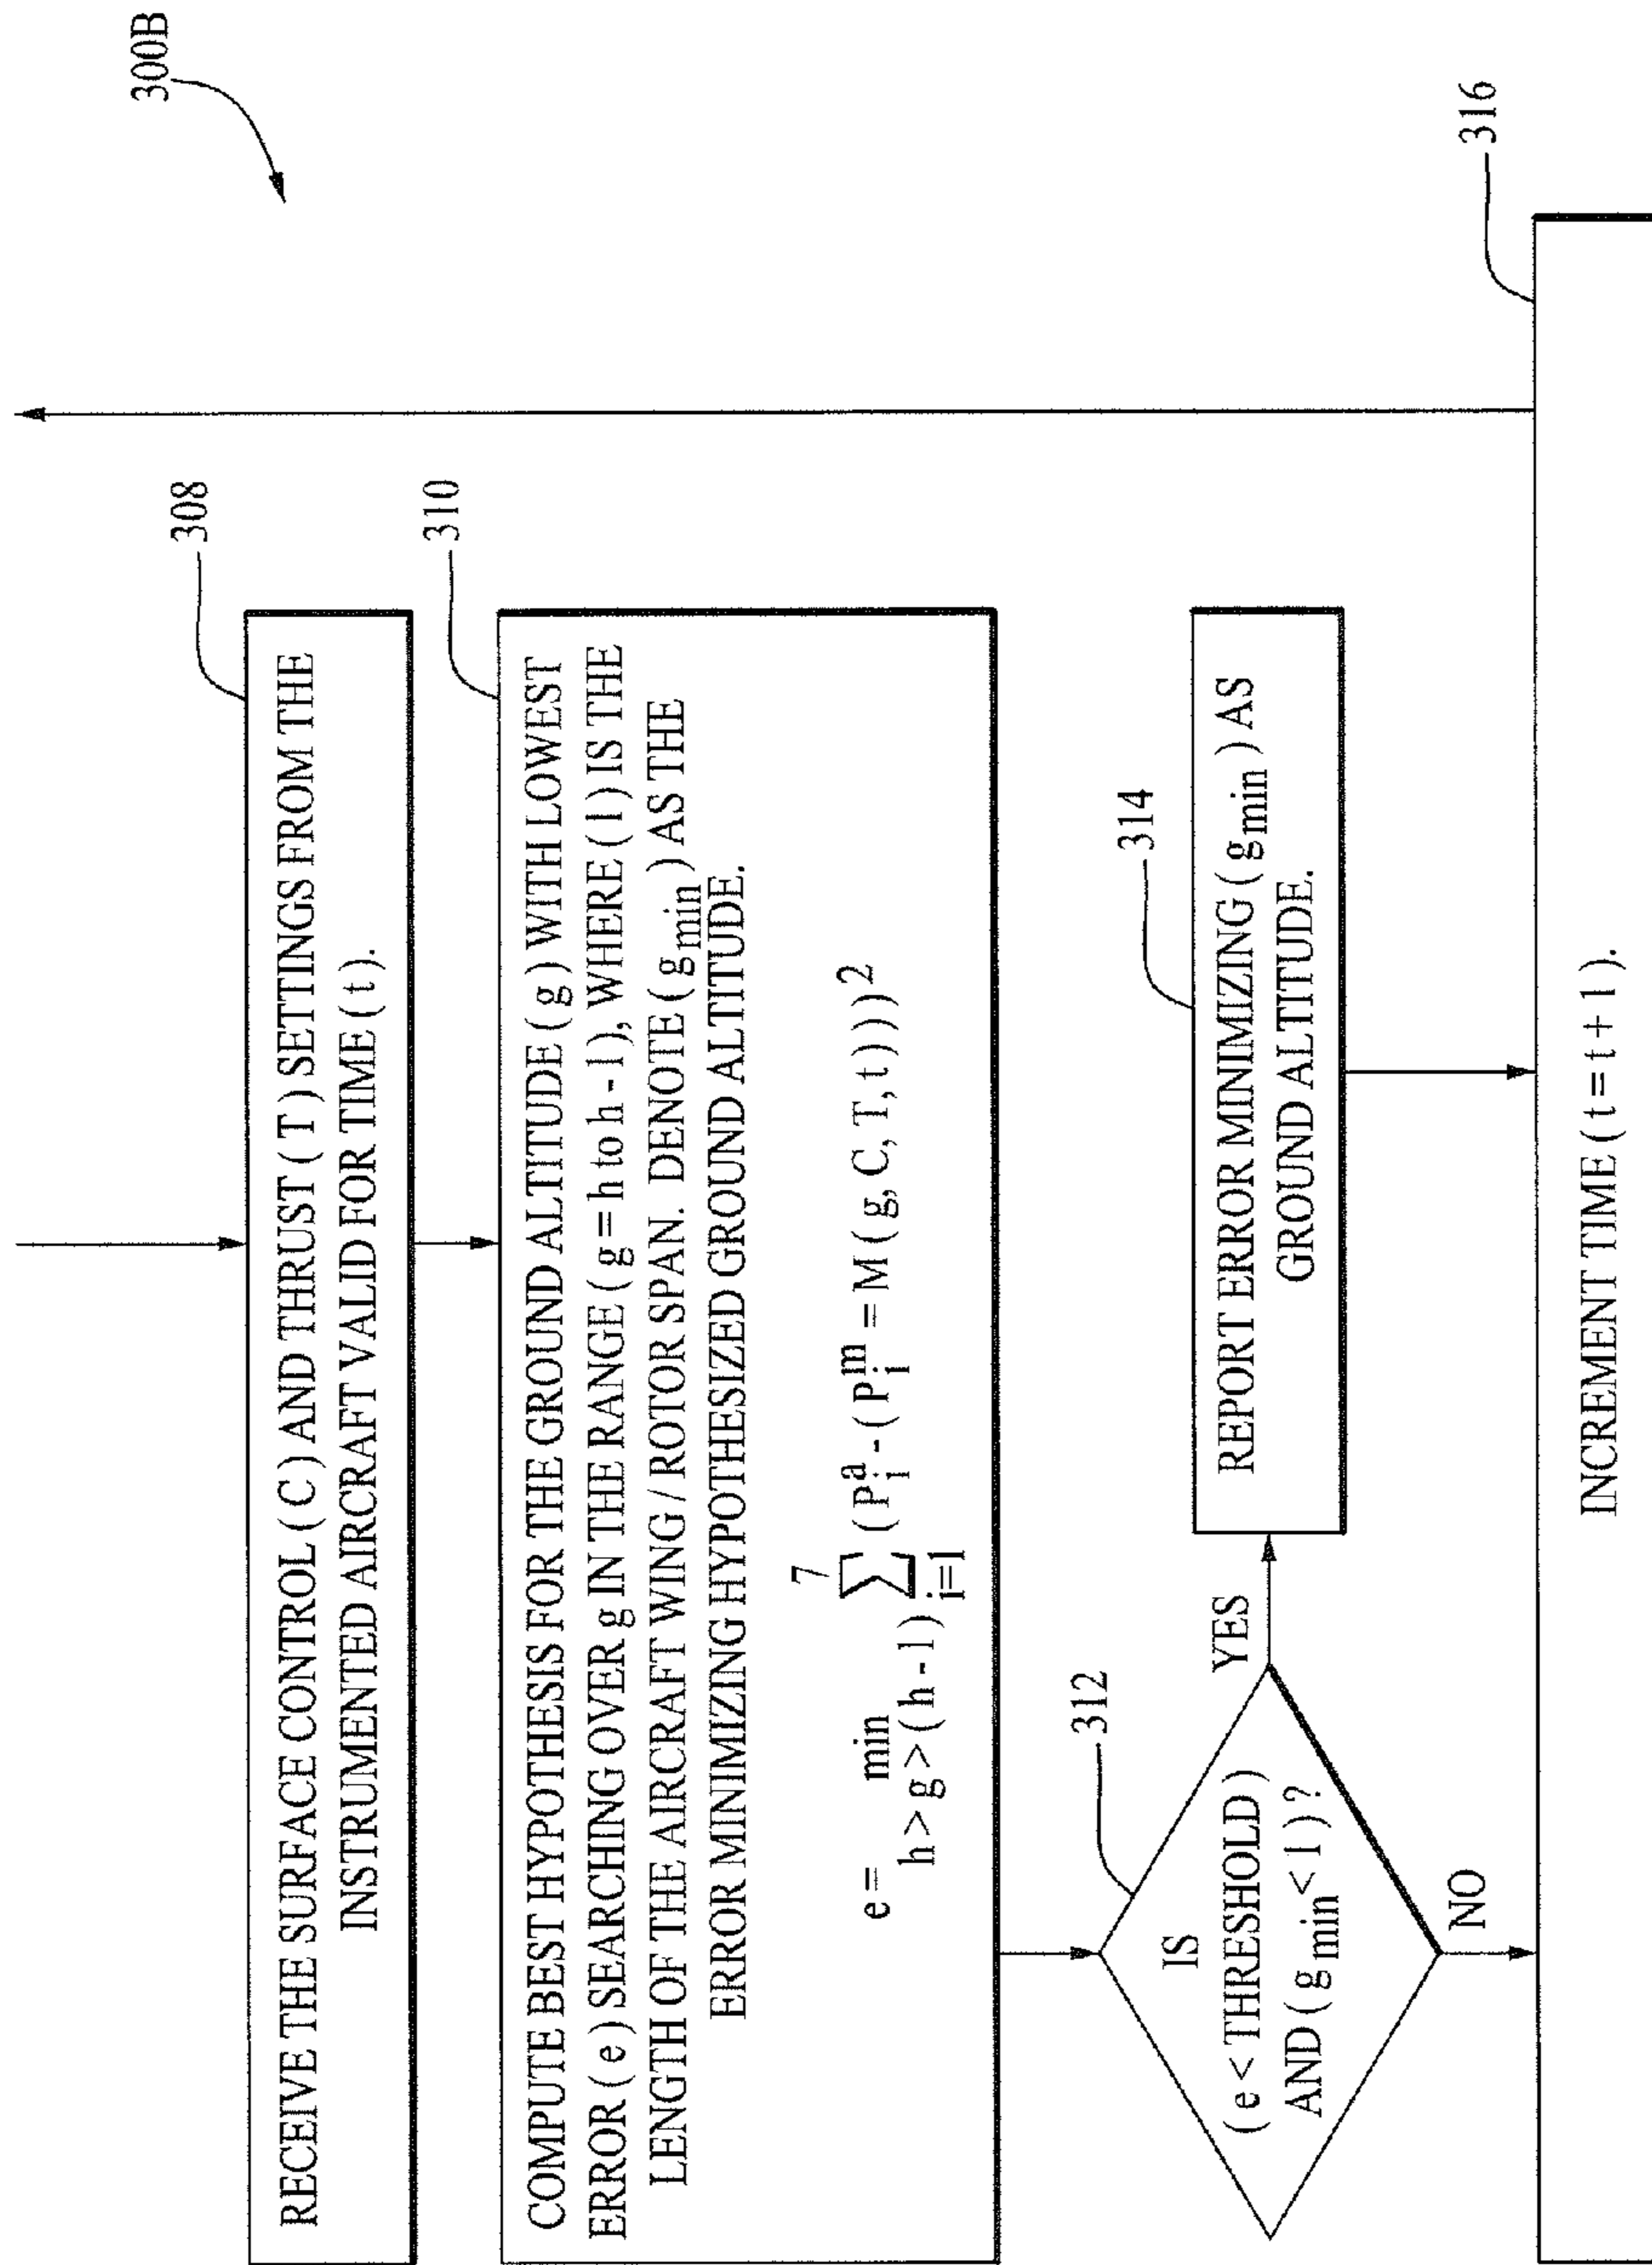 300B
308
RECEIVE THE SURFACE CONTROL ( C ) AND THRUST ( T ) SETTINGS FROM THE
INSTRUMENTED AIRCRAFT VALID FOR TIME ( t ).
310
COMPUTE BEST HYPOTHESIS FOR THE GROUND ALTITUDE ( g ) WITH LOWEST
ERROR ( e ) SEARCHING OVER g IN THE RANGE ( g = h to h - l ), WHERE ( l ) IS THE
LENGTH OF THE AIRCRAFT WING / ROTOR SPAN. DENOTE ( g_min ) AS THE
ERROR MINIMIZING HYPOTHESIZED GROUND ALTITUDE.
e = min_{h > g > ( h - l )} ∑_{i=1}^{7} ( P_i^a - ( P_i^m = M ( g, C, T, t ) ) )^2
312
IS
( e < THRESHOLD )
AND ( g_min < l ) ?
YES
NO
314
REPORT ERROR MINIMIZING ( g_min ) AS
GROUND ALTITUDE.
316
INCREMENT TIME ( t = t + 1 ).